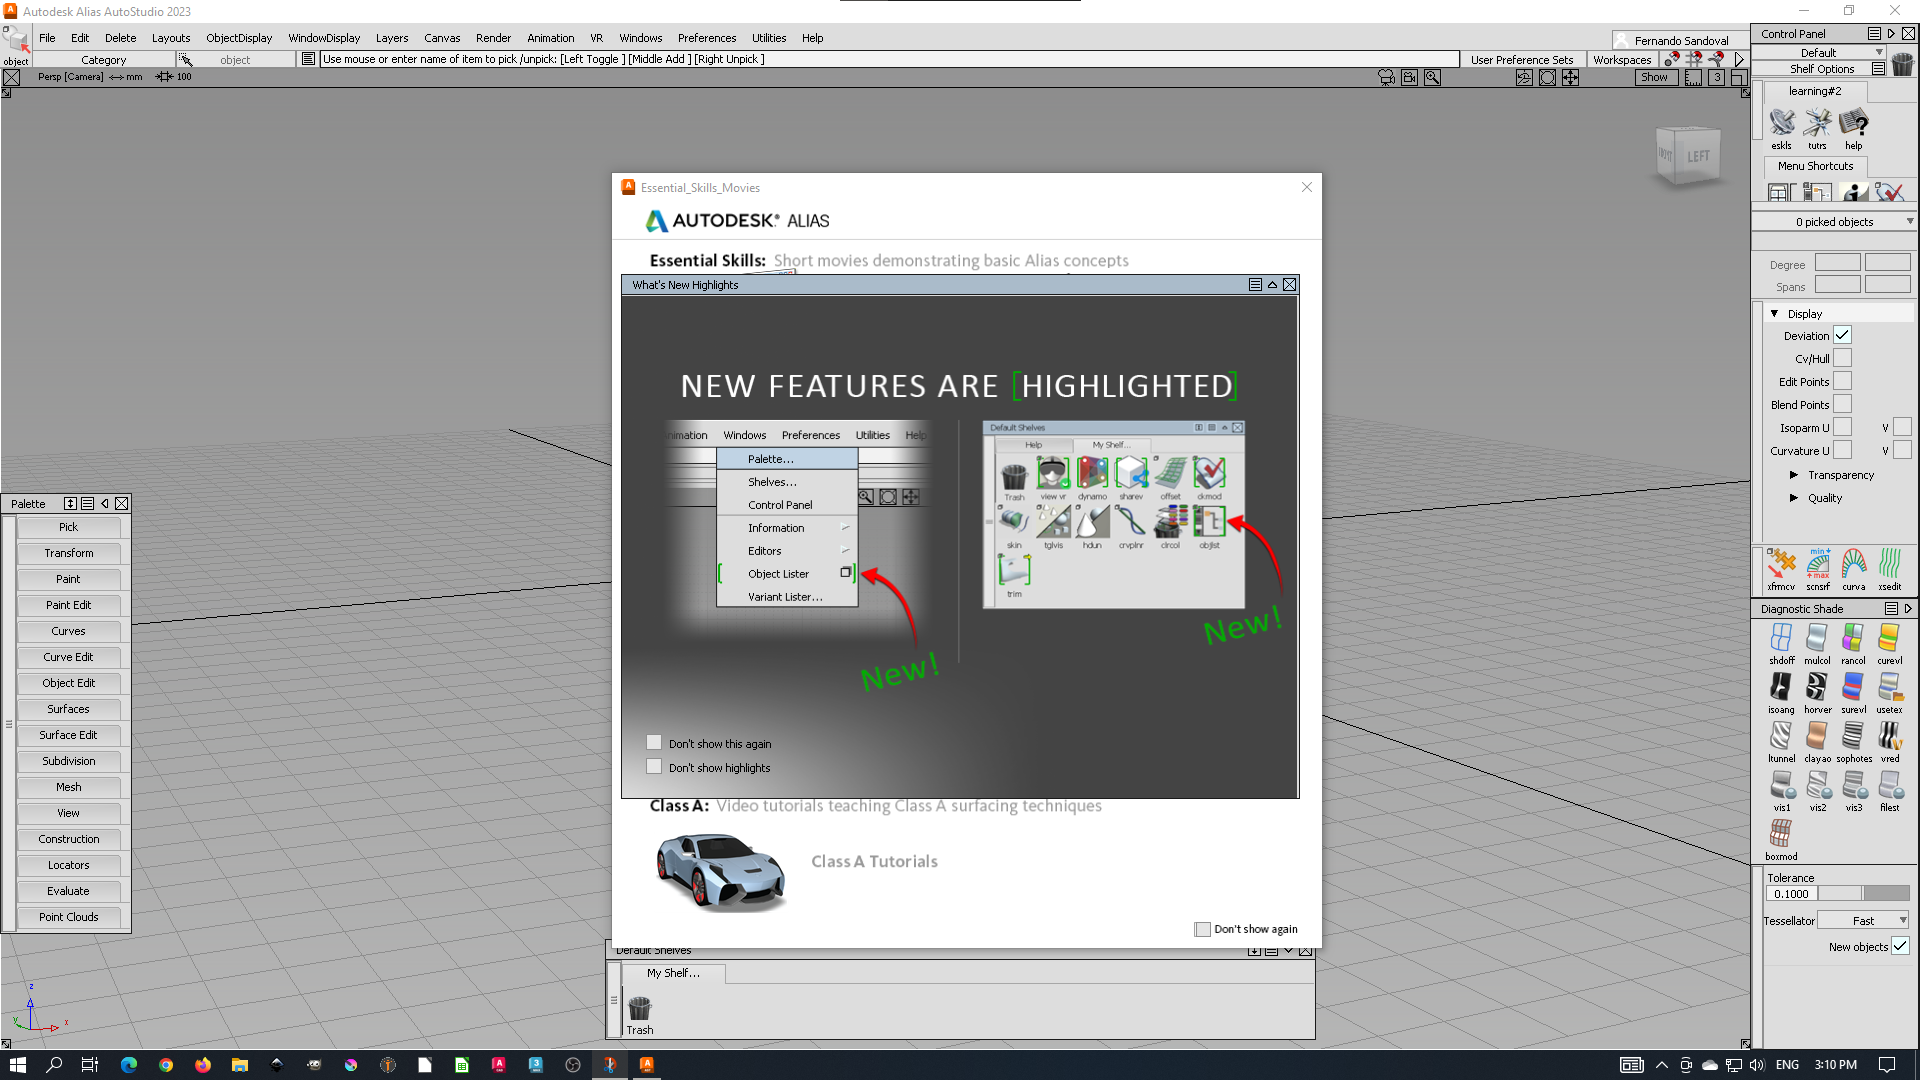 Autodesk Alias AutoStudio 2023
File Edit Delete Layouts ObjectDisplay WindowDisplay Layers Canvas Render Animation VR Windows Preferences Utilities Help
Fernando Sandoval
object
Category
object
Use mouse or enter name of item to pick /unpick: [Left Toggle ] [Middle Add ] [Right Unpick ]
User Preference Sets
Workspaces
Persp [Camera] <-> mm 100
Show
3
Control Panel
Default
Shelf Options
learning#2
eskls tutrs help
Menu Shortcuts
0 picked objects
Degree
Spans
Display
Deviation
Cv/Hull
Edit Points
Blend Points
Isoparm U V
Curvature U V
Transparency
Quality
xfrmcv scnsrf curva xsedit
Diagnostic Shade
shdoff mulcol rancol curevl
isoang horver surevl usetex
ltunnel clayao sophotes vred
vis1 vis2 vis3 filest
boxmod
Tolerance
0.1000
Tessellator Fast
New objects
FRONT LEFT
Palette
Pick
Transform
Paint
Paint Edit
Curves
Curve Edit
Object Edit
Surfaces
Surface Edit
Subdivision
Mesh
View
Construction
Locators
Evaluate
Point Clouds
Essential_Skills_Movies
AUTODESK® ALIAS
Essential Skills: Short movies demonstrating basic Alias concepts
What's New Highlights
NEW FEATURES ARE [HIGHLIGHTED]
nimation Windows Preferences Utilities Help
Palette...
Shelves...
Control Panel
Information
Editors
Object Lister
Variant Lister...
New!
Default Shelves
Help My Shelf...
Trash view vr dynamo sharev offset ckmod
skin tglvis hdun crvplnr clrcol objlst
trim
New!
Don't show this again
Don't show highlights
Class A: Video tutorials teaching Class A surfacing techniques
Class A Tutorials
Don't show again
Default Shelves
My Shelf...
Trash
z
y
x
ENG
3:10 PM